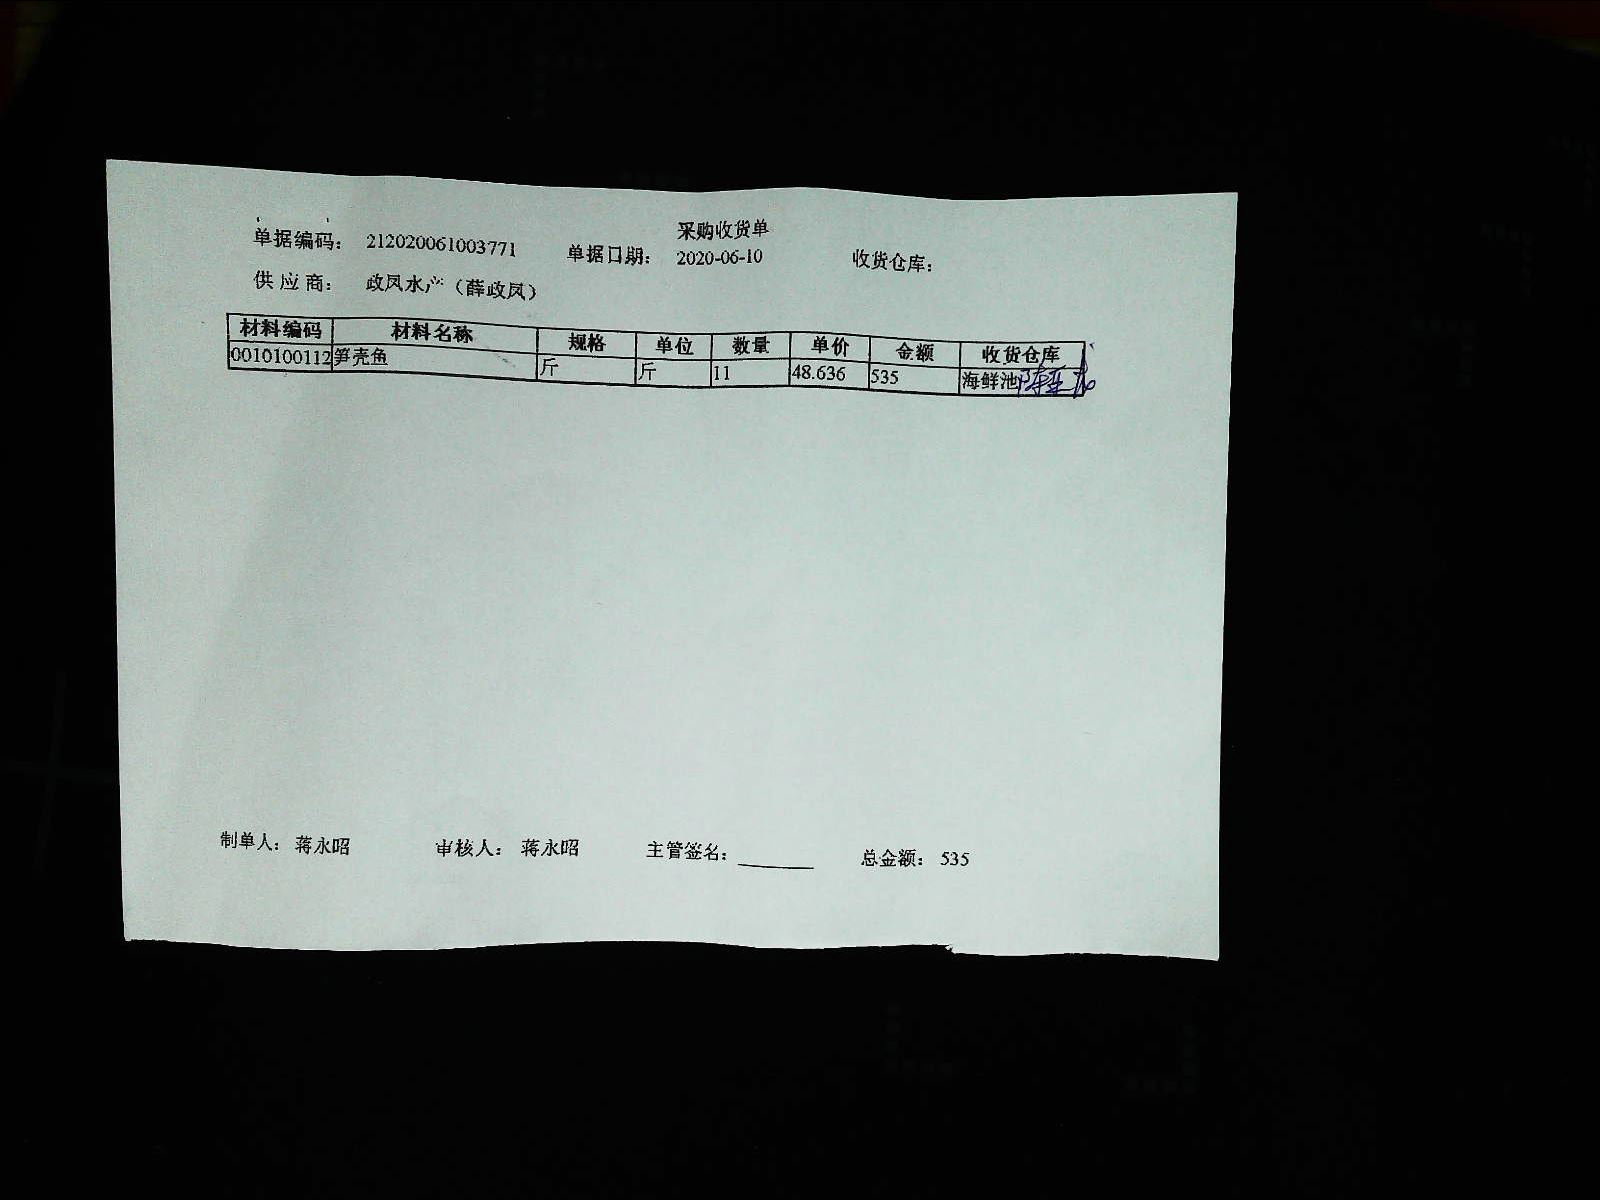 采购收货单
单据编码： 212020061003771 单据日期： 2020-06-10 收货仓库：
供应商： 政凤水产（薛政凤）
材料编码 材料名称 规格 单位 数量 单价 金额 收货仓库
0010100112 笋壳鱼 斤 斤 11 48.636 535 海鲜池
制单人： 蒋永昭 审核人： 蒋永昭 主管签名： 总金额： 535